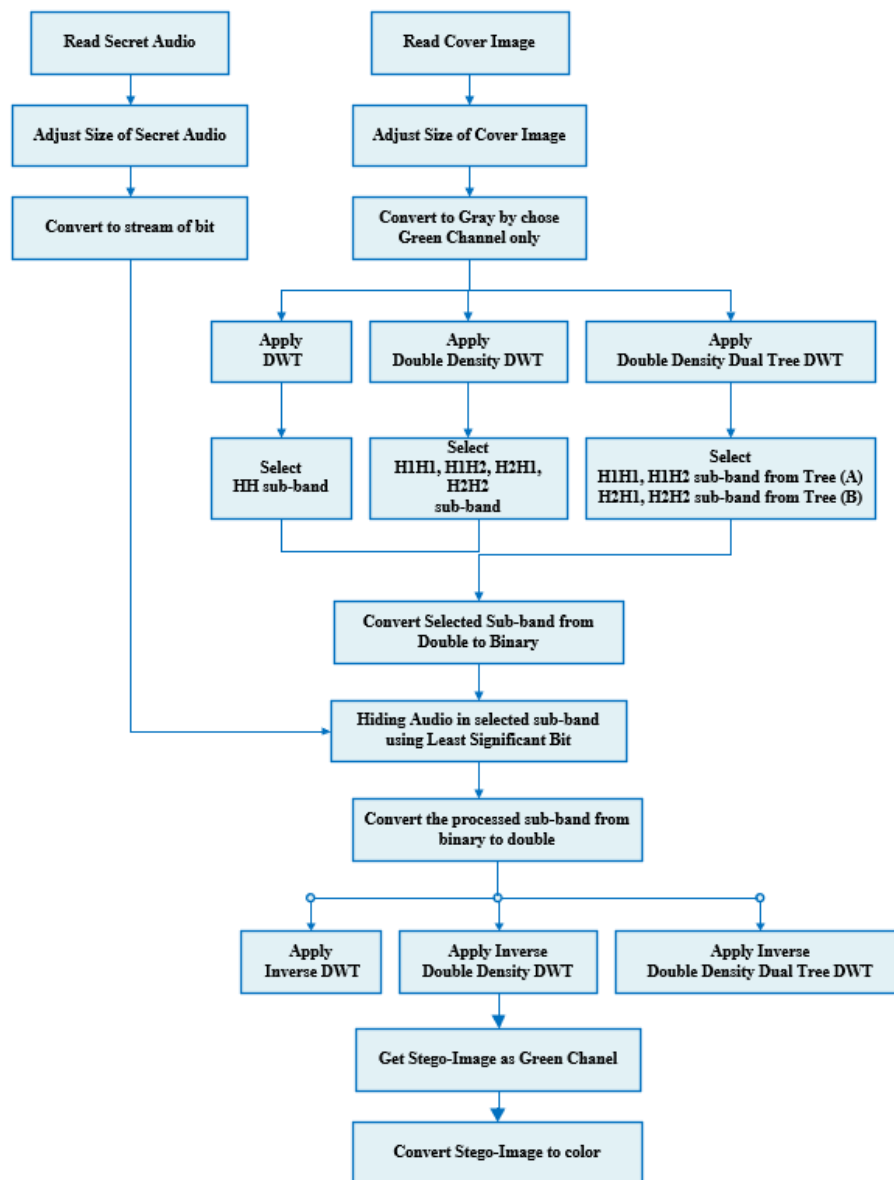 Read Secret Audio
Read Cover Image
Adjust Size of Secret Audio
Adjust Size of Cover Image
Convert to stream of bit
Convert to Gray by chose
Green Channel only
Apply
DWT
Apply
Double Density DWT
Apply
Double Density Dual Tree DWT
Select
HH sub-band
Select
H1H1, H1H2, H2H1,
H2H2
sub-band
Select
H1H1, H1H2 sub-band from Tree (A)
H2H1, H2H2 sub-band from Tree (B)
Convert Selected Sub-band from
Double to Binary
Hiding Audio in selected sub-band
using Least Significant Bit
Convert the processed sub-band from
binary to double
Apply
Inverse DWT
Apply Inverse
Double Density DWT
Apply Inverse
Double Density Dual Tree DWT
Get Stego-Image as Green Chanel
Convert Stego-Image to color